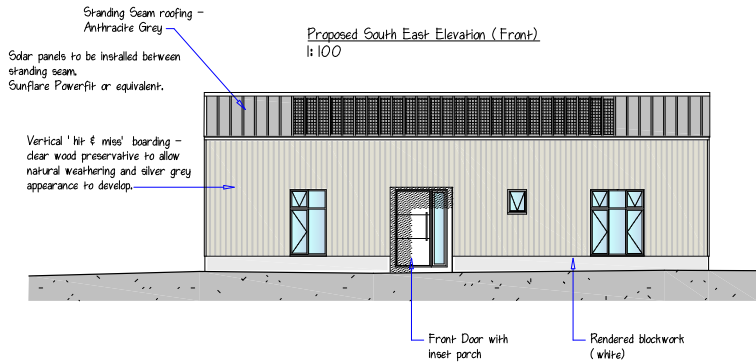 Standing Seam roofing -
Anthracite Grey
Proposed South East Elevation (Front)
1:100
Solar panels to be installed between
standing seam.
Sunflare Powerfit or equivalent.
Vertical 'hit & miss' boarding -
clear wood preservative to allow
natural weathering and silver grey
appearance to develop.
Front Door with
inset porch
Rendered blockwork
(white)